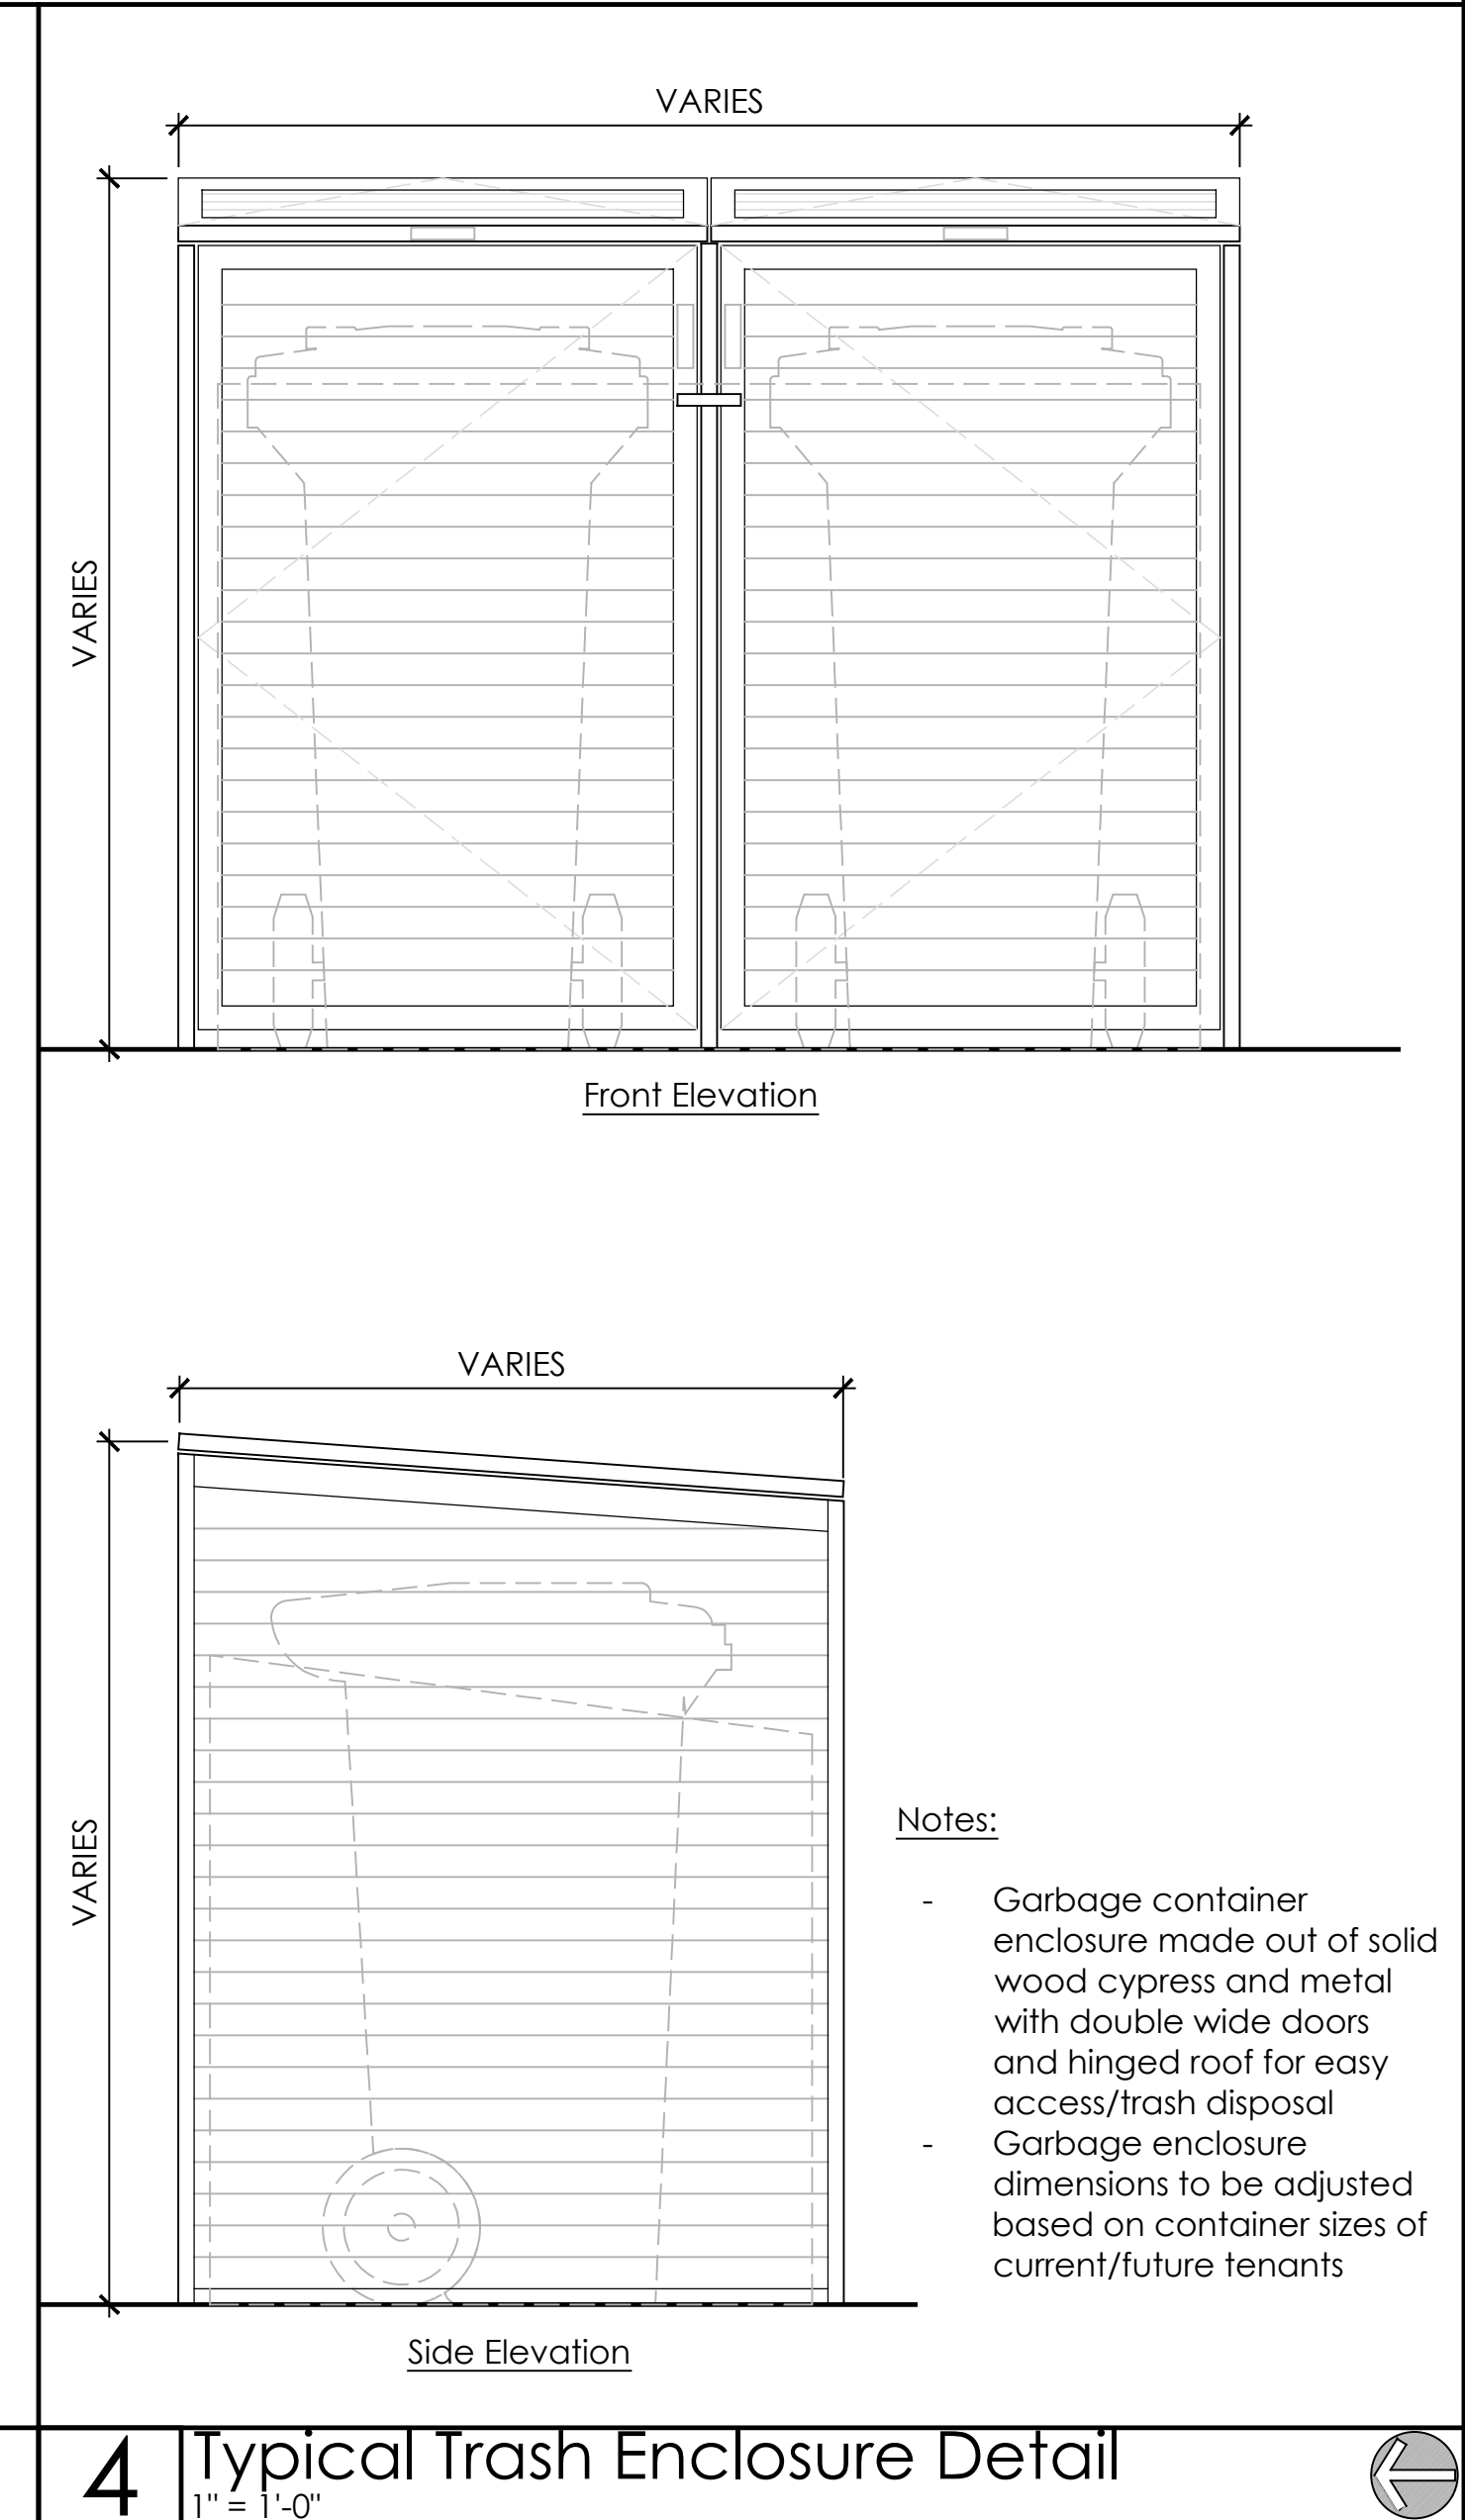 VARIES
VARIES
Front Elevation
VARIES
VARIES
Notes:
- Garbage container
enclosure made out of solid
wood cypress and metal
with double wide doors
and hinged roof for easy
access/trash disposal
- Garbage enclosure
dimensions to be adjusted
based on container sizes of
current/future tenants
Side Elevation
4 Typical Trash Enclosure Detail
1" = 1'-0"